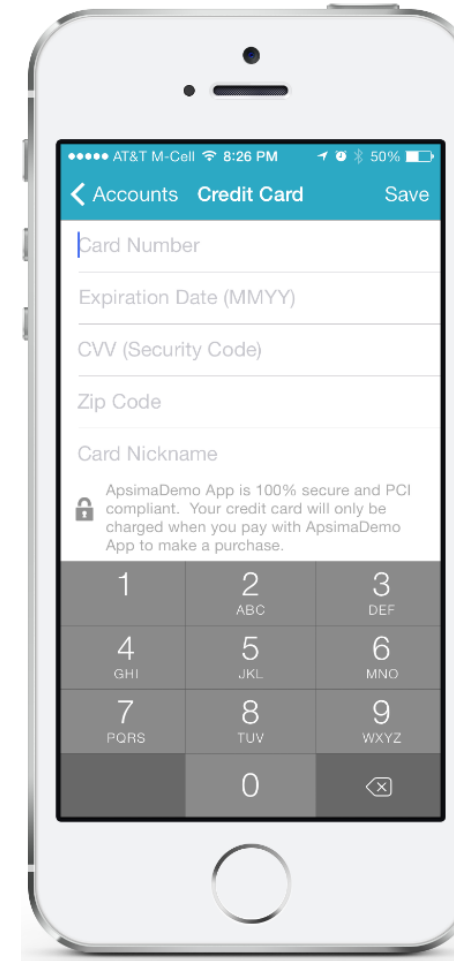 AT&T M-Cell 8:26 PM 50%
Accounts Credit Card Save
Card Number
Expiration Date (MMYY)
CVV (Security Code)
Zip Code
Card Nickname
ApsimaDemo App is 100% secure and PCI
compliant. Your credit card will only be
charged when you pay with ApsimaDemo
App to make a purchase.
1 2 3
ABC DEF
4 5 6
GHI JKL MNO
7 8 9
PQRS TUV WXYZ
0